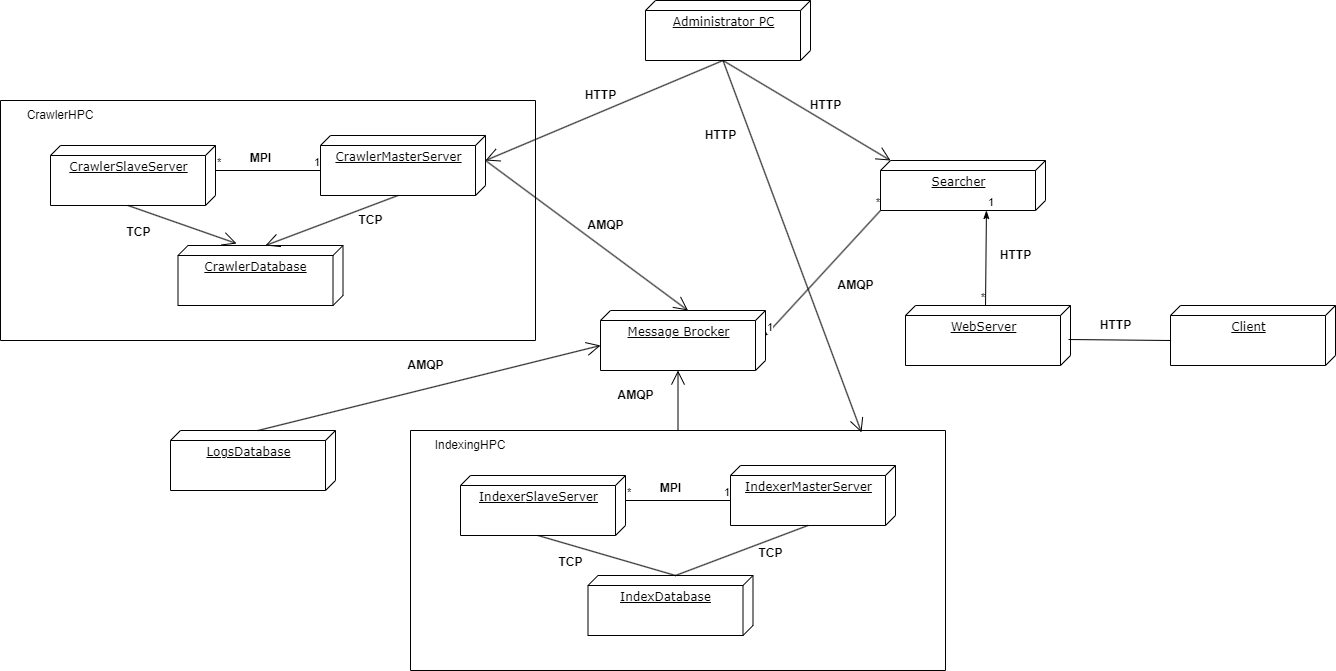 Administrator PC
HTTP
HTTP
HTTP
CrawlerHPC
CrawlerSlaveServer
*
MPI
1
CrawlerMasterServer
TCP
TCP
CrawlerDatabase
AMQP
Searcher
*
1
HTTP
*
AMQP
Message Brocker
1
WebServer
HTTP
Client
AMQP
AMQP
LogsDatabase
IndexingHPC
IndexerSlaveServer
*
MPI
1
IndexerMasterServer
TCP
TCP
IndexDatabase